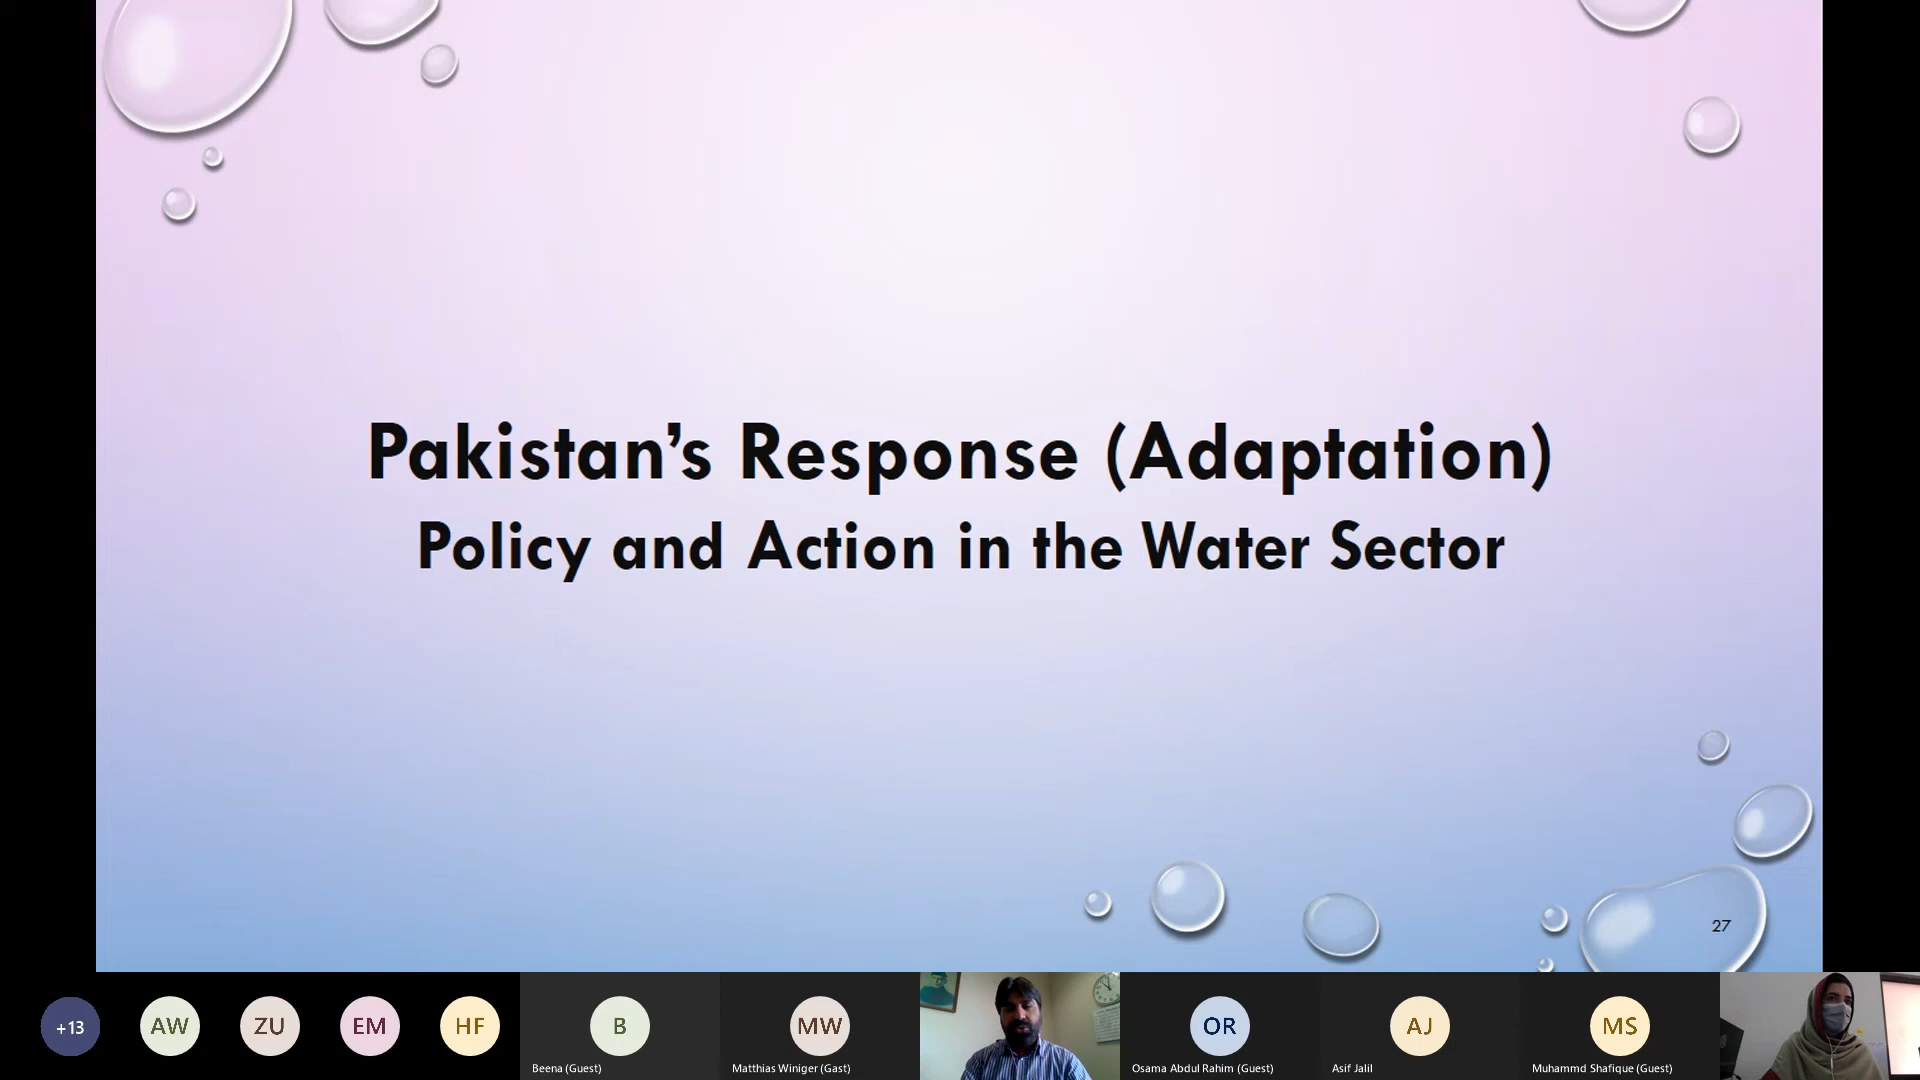 Pakistan’s Response (Adaptation)
Policy and Action in the Water Sector
27
+13
AW
ZU
EM
HF
B
Beena (Guest)
MW
Matthias Winiger (Gast)
OR
Osama Abdul Rahim (Guest)
AJ
Asif Jalil
MS
Muhammd Shafique (Guest)